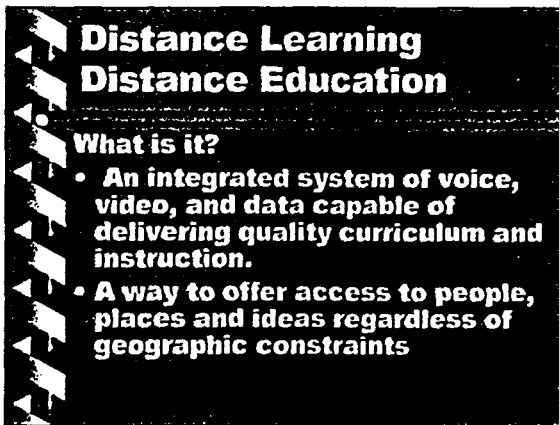 Distance Learning
Distance Education
What is it?
• An integrated system of voice,
video, and data capable of
delivering quality curriculum and
instruction.
• A way to offer access to people,
places and ideas regardless of
geographic constraints